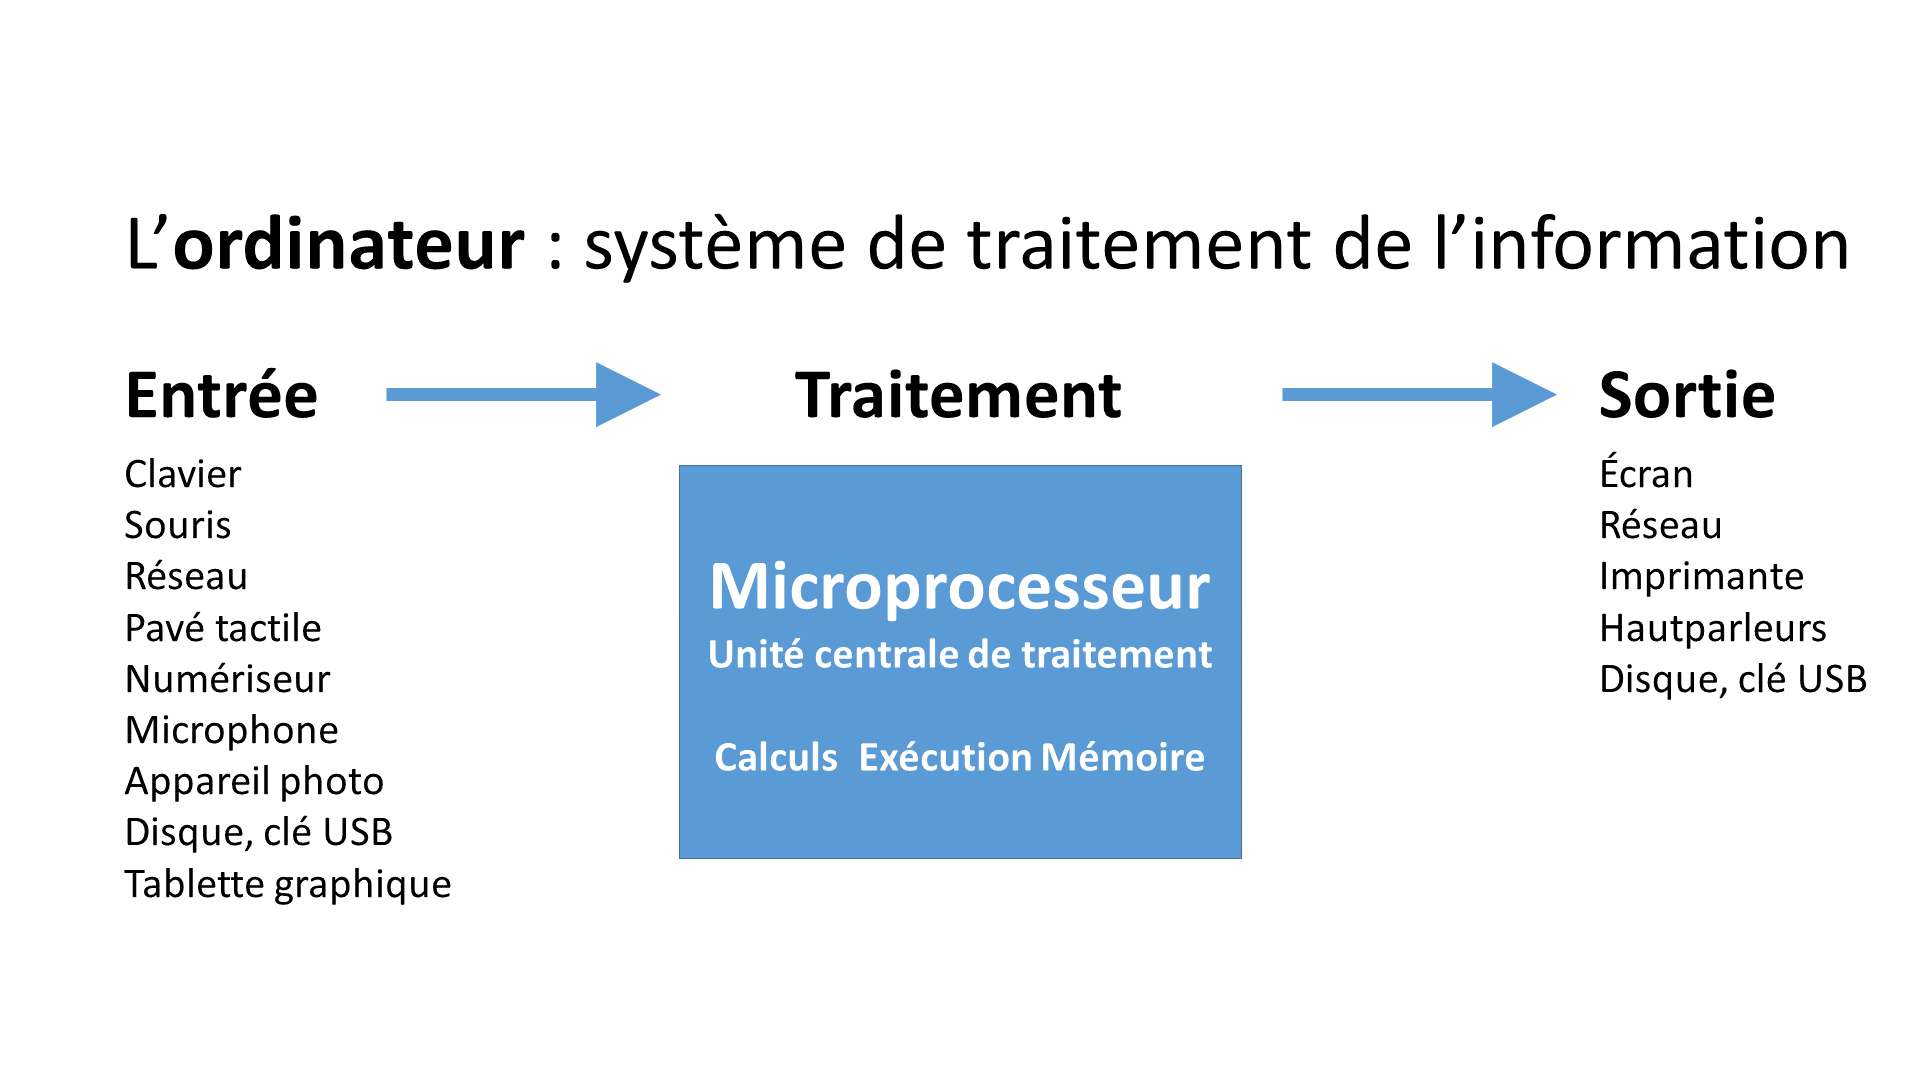 L’ordinateur : système de traitement de l’information
Entrée
Clavier
Souris
Réseau
Pavé tactile
Numériseur
Microphone
Appareil photo
Disque, clé USB
Tablette graphique
Traitement
Microprocesseur
Unité centrale de traitement
Calculs Exécution Mémoire
Sortie
Écran
Réseau
Imprimante
Hautparleurs
Disque, clé USB